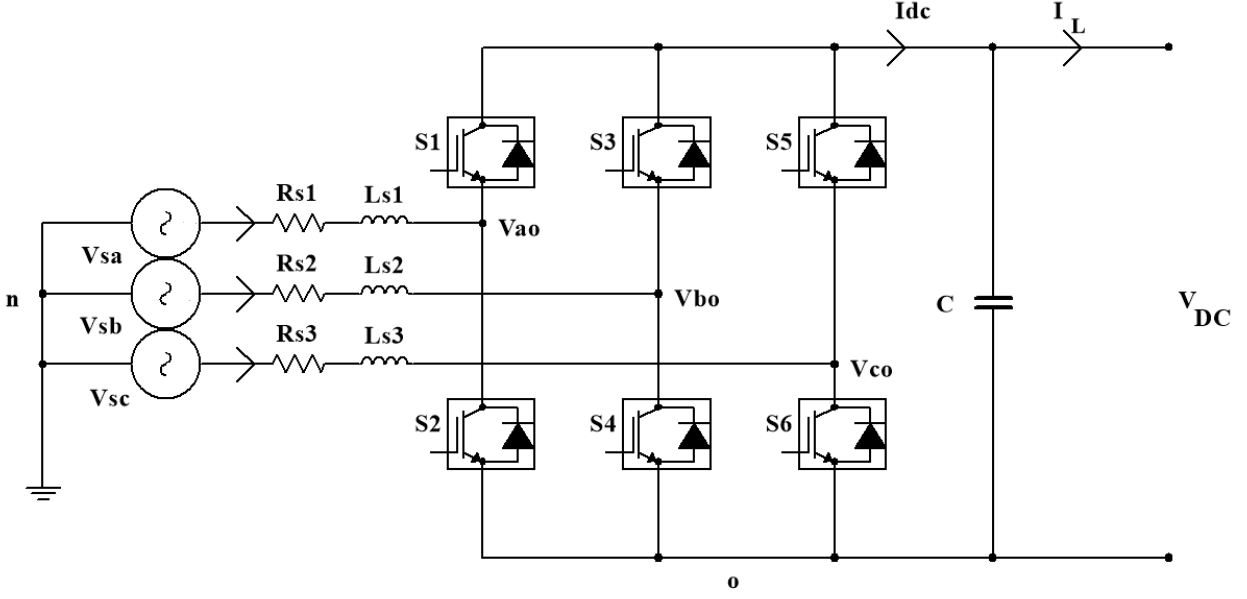 Idc
I
L
S1 S3 S5
Rs1 Ls1
Vao
Vsa
Rs2 Ls2
n
Vbo
C
V
DC
Vsb
Rs3 Ls3
Vco
Vsc
S2 S4 S6
o